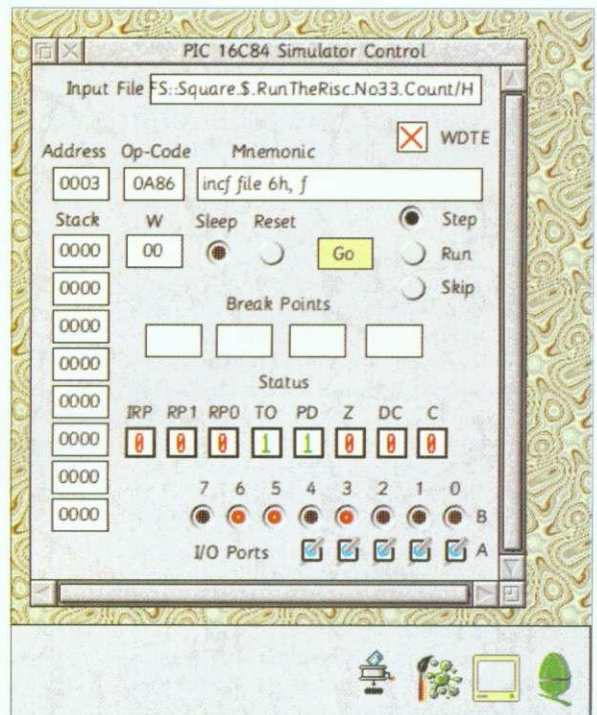 PIC 16C84 Simulator Control
Input File FS::Square.$.RunTheRisc.No33.Count/H
WDTE
Address Op-Code Mnemonic
0003 0A86 incf file 6h, f
Stack W Sleep Reset Step
0000 00 Go Run
0000 Skip
Break Points
0000
0000
Status
0000
IRP RP1 RP0 TO PD Z DC C
0000 0 0 0 1 1 0 0 0
0000
7 6 5 4 3 2 1 0
0000 B
I/O Ports A